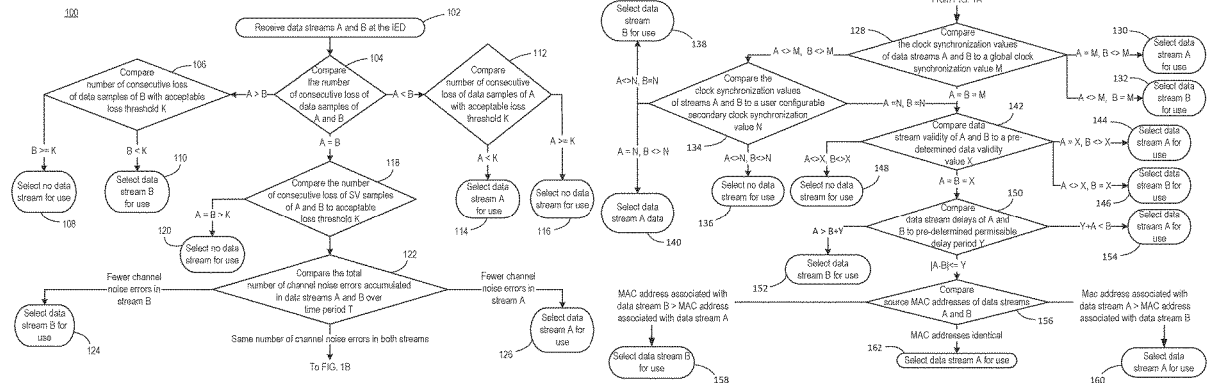 100
Receive data streams A and B at the IED
102
Compare
the number of
consecutive loss of
data samples of
A and B
104
A > B
A < B
A = B
Compare
number of consecutive loss
of data samples of B with acceptable
loss threshold K
106
B >= K
B < K
Select no data
stream for use
108
Select data
stream B
for use
110
Compare
number of consecutive
loss of data samples of A
with acceptable loss
threshold K
112
A < K
A >= K
Select data
stream A for
use
114
Select no data
stream for
use
116
Compare the number
of consecutive loss of SV samples
of A and B to acceptable
loss threshold K
118
A = B > K
Select no data
stream for use
120
Compare the total
number of channel noise errors accumulated
in data streams A and B over
time period T
122
Fewer channel
noise errors in
stream B
Select data
stream B for
use
124
Fewer channel
noise errors in
stream A
Select data
stream A for
use
126
Same number of channel noise errors in both streams
To FIG. 1B
Compare
the clock synchronization values
of data streams A and B to a global clock
synchronization value M
128
A = M, B <> M
Select data
stream A
for use
130
A <> M, B = M
Select data
stream B
for use
132
A <> M, B <> M
A = B = M
Compare the
clock synchronization values
of streams A and B to a user configurable
secondary clock synchronization
value N
134
A<>N, B<>N
Select no data
stream for use
136
A<>N, B=N
Select data
stream
B for use
138
A = N, B <> N
Select data
stream A data
140
A =N, B =N
Compare data
stream validity of A and B to a pre-
determined data validity
value X
142
A = X, B <> X
Select data
stream A for
use
144
A <> X, B = X
Select data
stream B for
use
146
A<>X, B<>X
Select no data
stream for use
148
A = B = X
Compare
data stream delays of A and
B to pre-determined permissible
delay period Y
150
A > B+Y
Select data
stream B for use
152
Y+A < B
Select data
stream A for
use
154
|A-B|<= Y
Compare
source MAC addresses of data streams
A and B
156
MAC address associated with
data stream B > MAC address
associated with data stream A
Select data stream B
for use
158
Mac address associated with
data stream A > MAC address
associated with data stream B
Select data stream A
for use
160
MAC addresses identical
Select data stream A for use
162